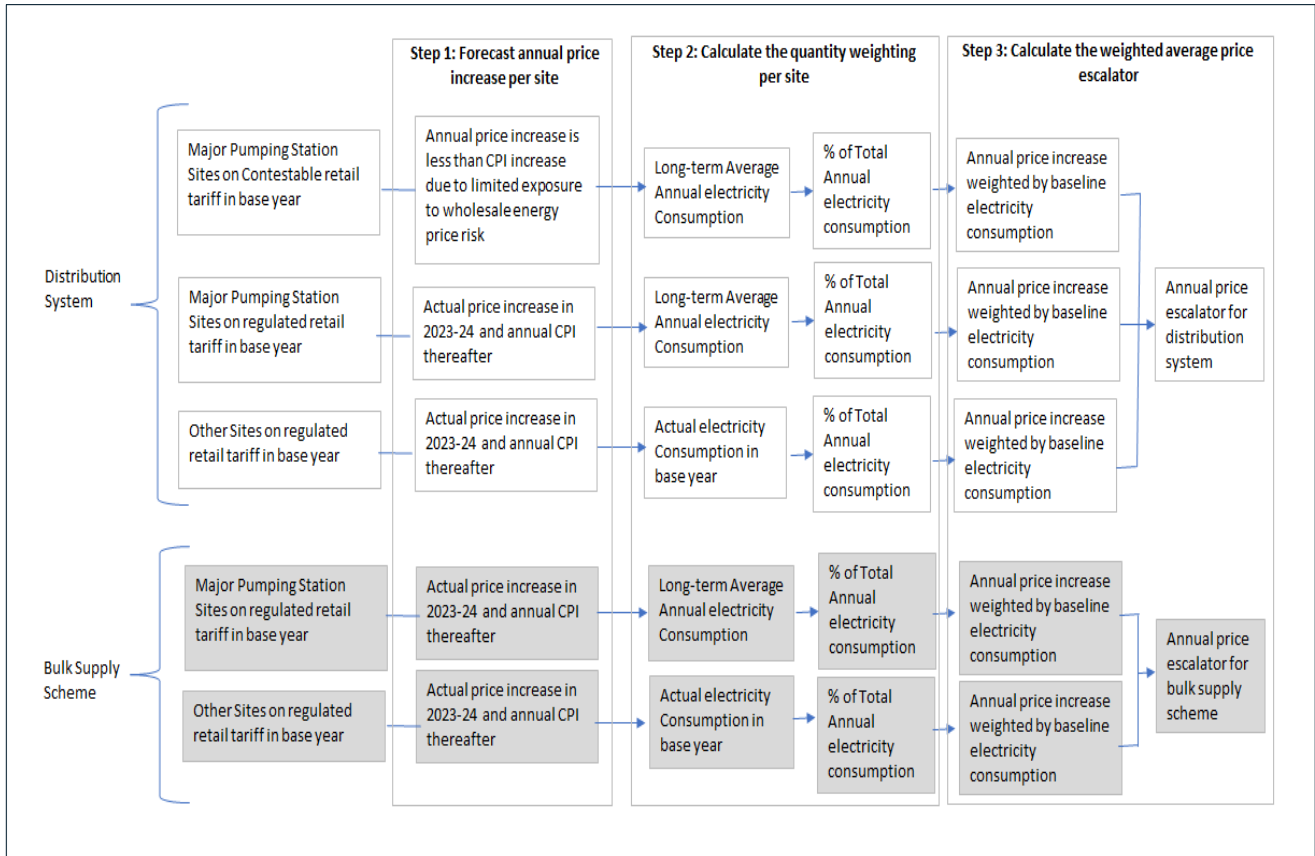 Step 1: Forecast annual price
increase per site
Step 2: Calculate the quantity weighting
per site
Step 3: Calculate the weighted average price
escalator
Distribution
System
Major Pumping Station
Sites on Contestable retail
tariff in base year
Annual price increase is
less than CPI increase
due to limited exposure
to wholesale energy
price risk
Long-term Average
Annual electricity
Consumption
% of Total
Annual
electricity
consumption
Annual price increase
weighted by baseline
electricity
consumption
Major Pumping Station
Sites on regulated retail
tariff in base year
Actual price increase in
2023-24 and annual CPI
thereafter
Long-term Average
Annual electricity
Consumption
% of Total
Annual
electricity
consumption
Annual price increase
weighted by baseline
electricity
consumption
Annual price
escalator for
distribution
system
Other Sites on regulated
retail tariff in base year
Actual price increase in
2023-24 and annual CPI
thereafter
Actual electricity
Consumption in
base year
% of Total
Annual
electricity
consumption
Annual price increase
weighted by baseline
electricity
consumption
Bulk Supply
Scheme
Major Pumping Station
Sites on regulated retail
tariff in base year
Actual price increase in
2023-24 and annual CPI
thereafter
Long-term Average
Annual electricity
Consumption
% of Total
Annual
electricity
consumption
Annual price increase
weighted by baseline
electricity
consumption
Annual price
escalator for
bulk supply
scheme
Other Sites on regulated
retail tariff in base year
Actual price increase in
2023-24 and annual CPI
thereafter
Actual electricity
Consumption in
base year
% of Total
Annual
electricity
consumption
Annual price increase
weighted by baseline
electricity
consumption